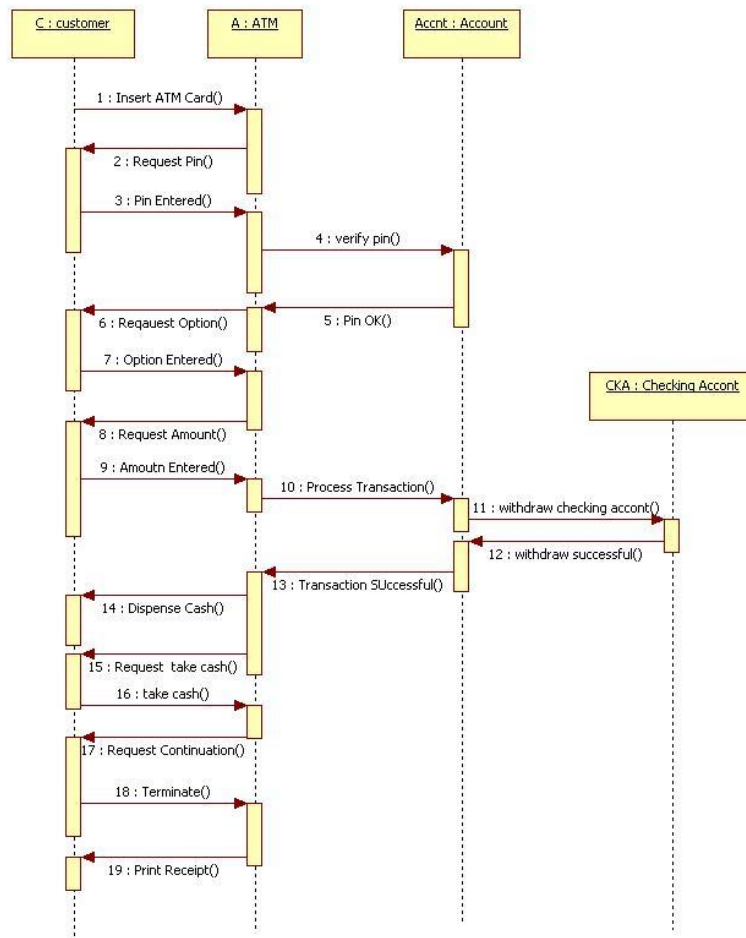 C : customer
A : ATM
Accnt : Account
1 : Insert ATM Card()
2 : Request Pin()
3 : Pin Entered()
4 : verify pin()
5 : Pin OK()
6 : Reqauest Option()
7 : Option Entered()
CKA : Checking Accont
8 : Request Amount()
9 : Amoutn Entered()
10 : Process Transaction()
11 : withdraw checking accont()
12 : withdraw successful()
13 : Transaction SUccessful()
14 : Dispense Cash()
15 : Request take cash()
16 : take cash()
17 : Request Continuation()
18 : Terminate()
19 : Print Receipt()